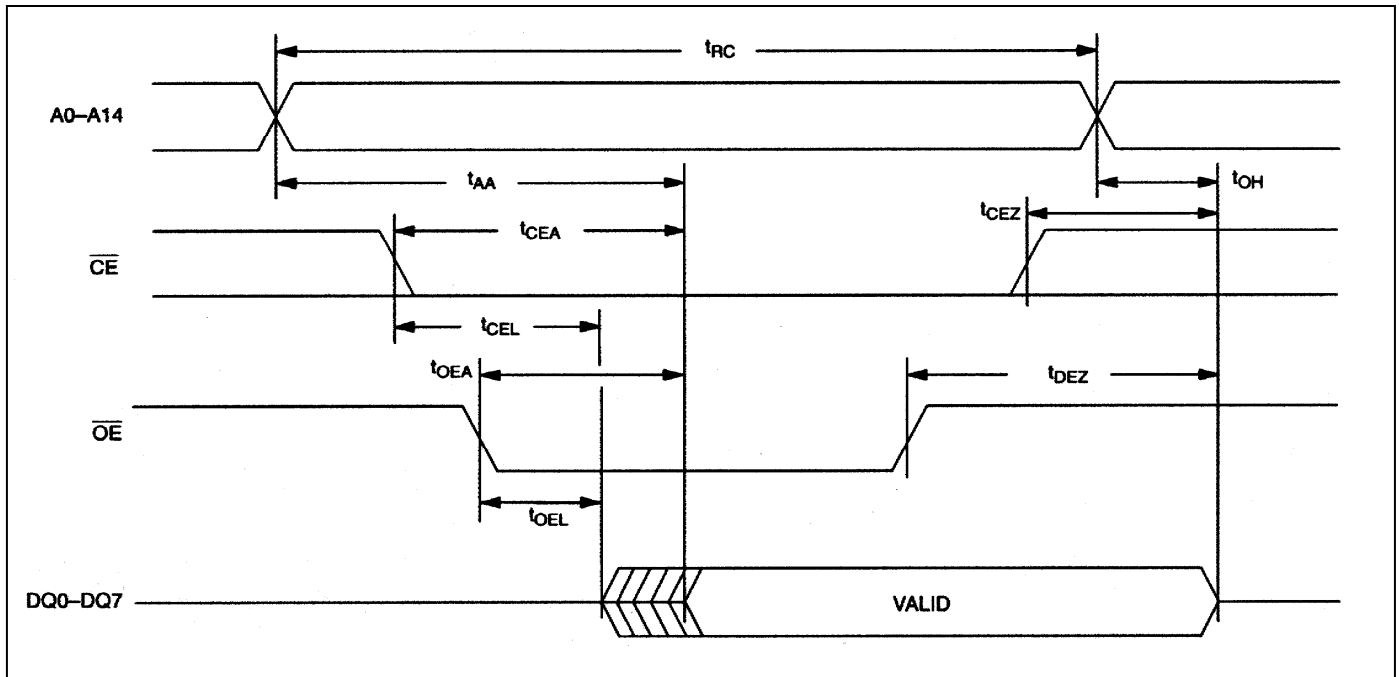 tRC
A0–A14
tAA
tOH
tCEZ
tCEA
CE
tCEL
tOEA
tDEZ
OE
tOEL
DQ0–DQ7
VALID